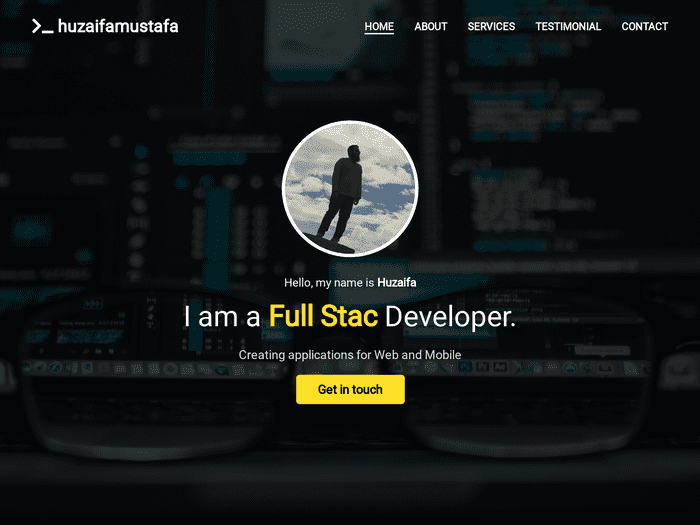 huzaifamustafa
HOME ABOUT SERVICES TESTIMONIAL CONTACT
Hello, my name is Huzaifa
I am a Full Stac Developer.
Creating applications for Web and Mobile
Get in touch